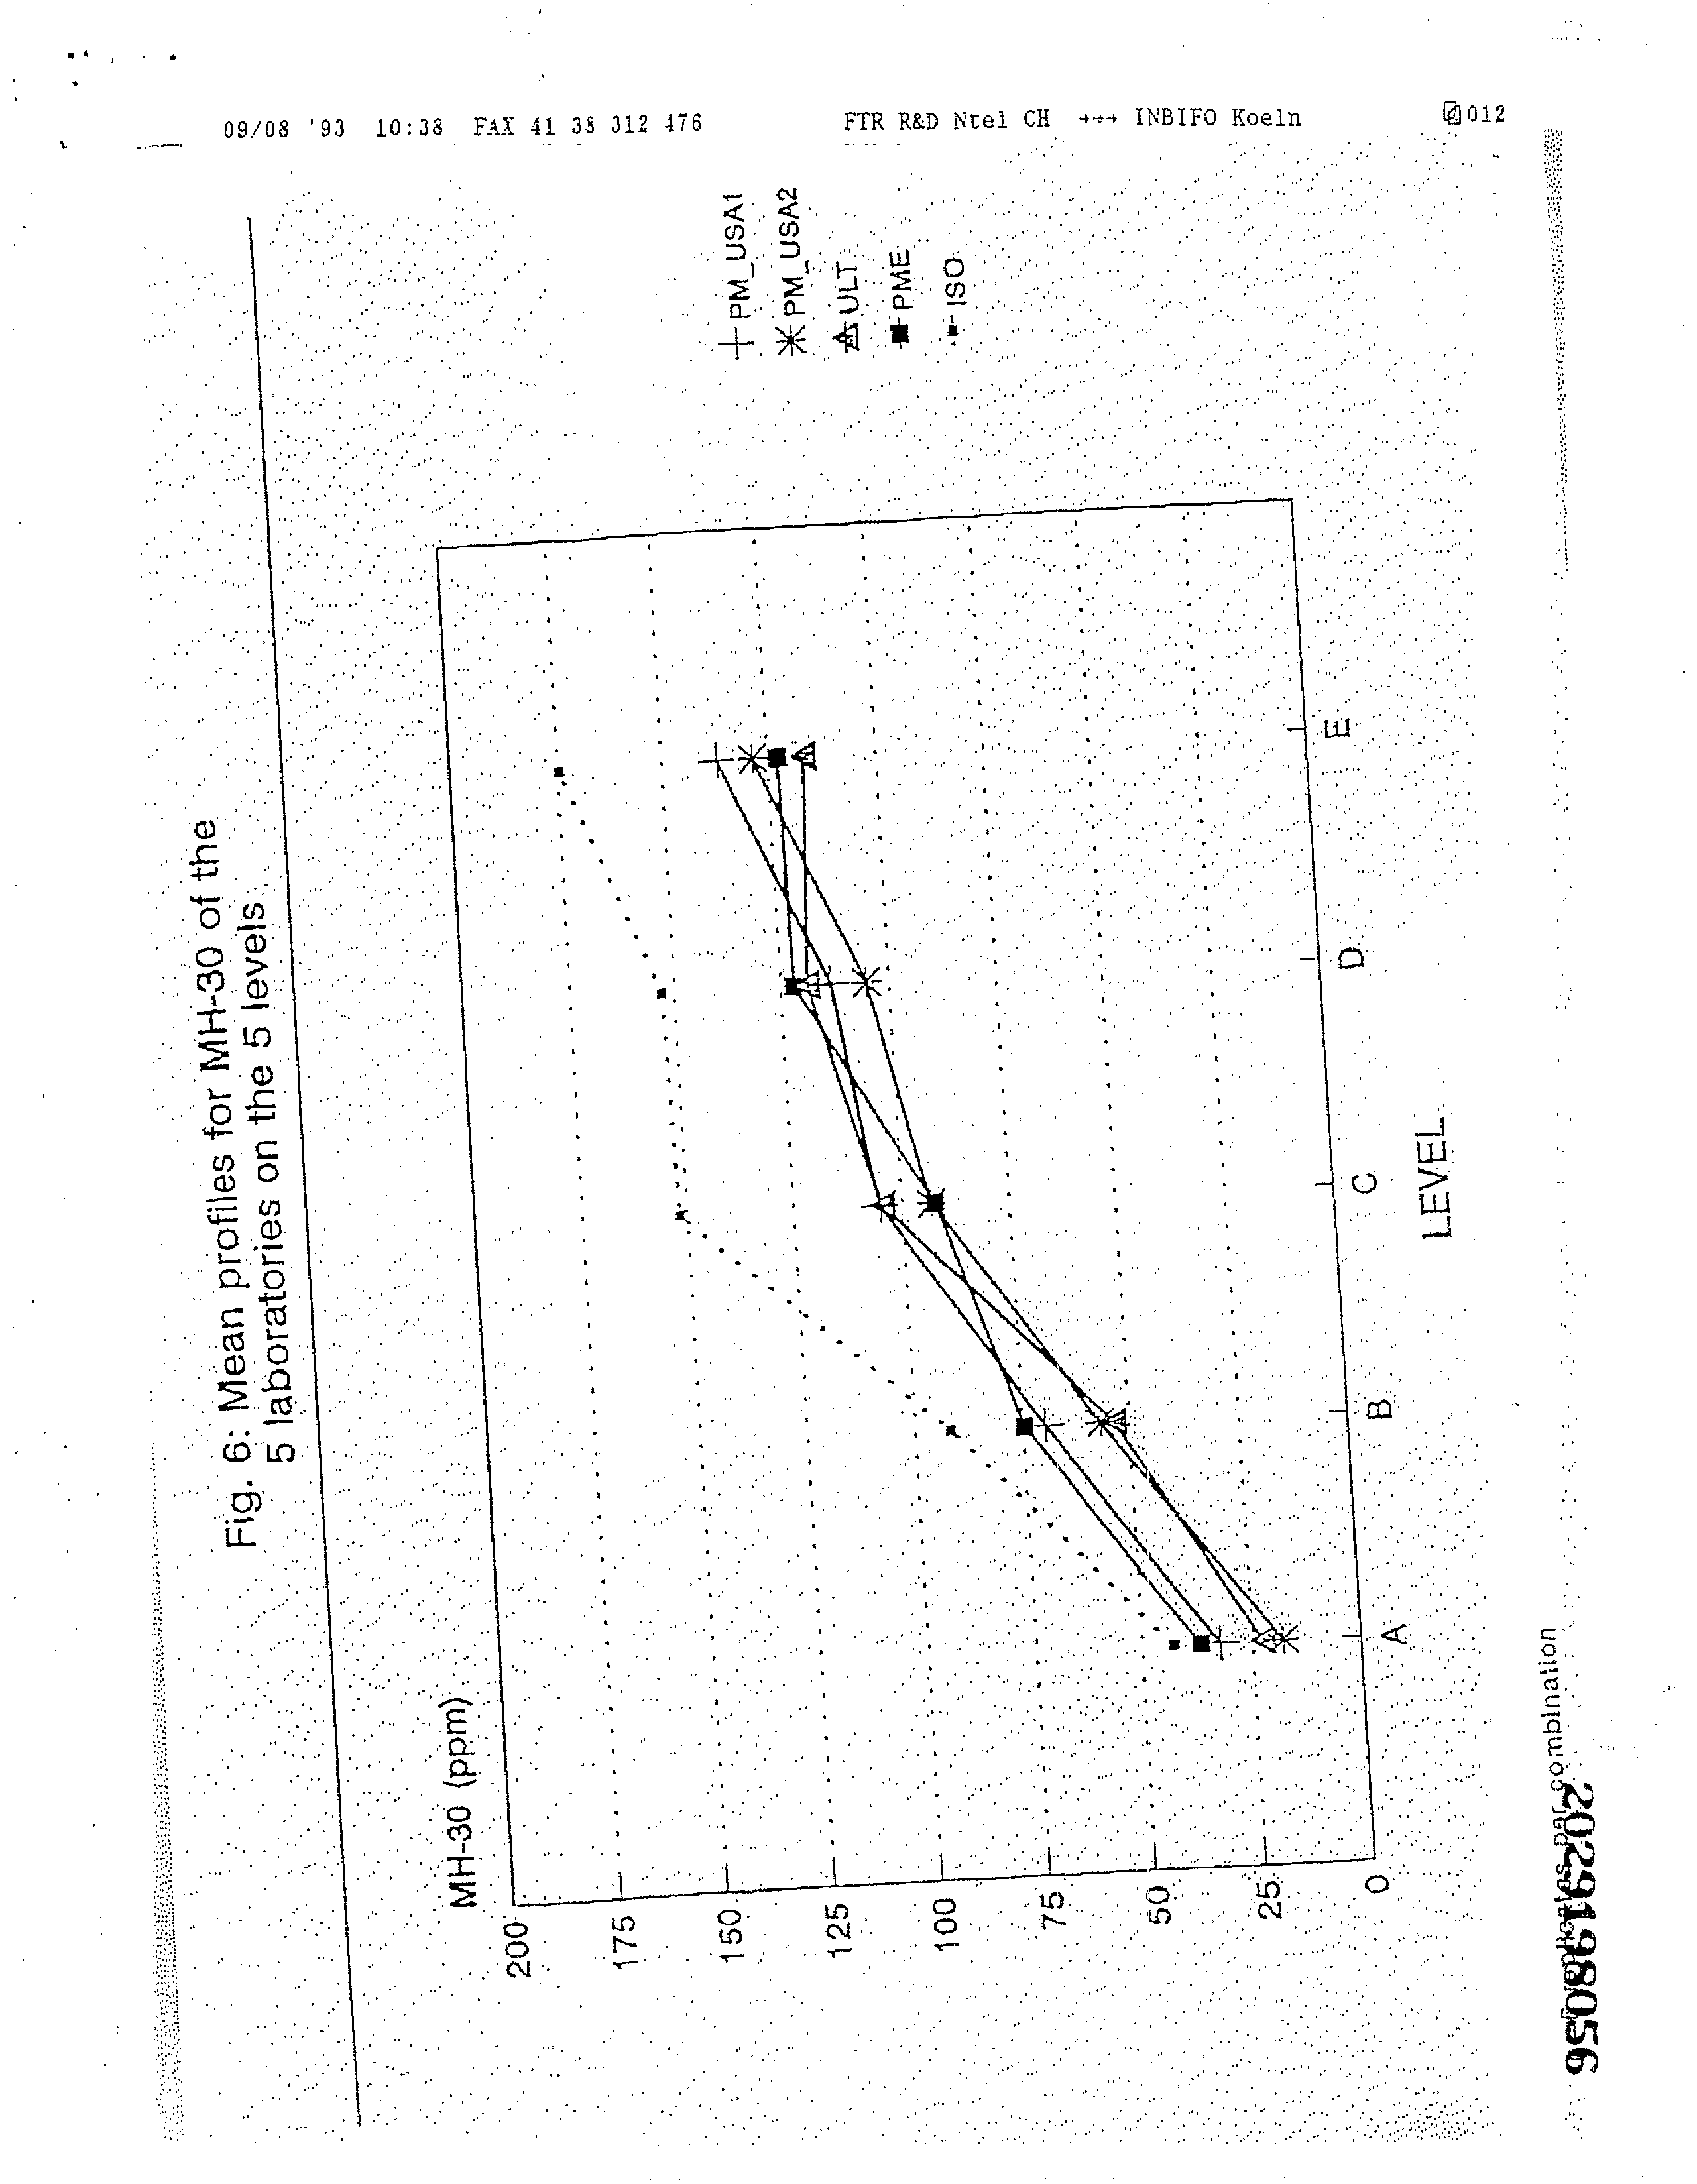 09/08 '93 10:38 FAX 41 38 312 476 FTR R&D Ntel CH →→→ INBIFO Koeln 012
Fig. 6: Mean profiles for MH-30 of the
5 laboratories on the 5 levels
MH-30 (ppm)
200
175
150
125
100
75
50
25
0
A
B
C
D
E
LEVEL
PM_USA1
PM_USA2
ULT
PME
ISO
per combination
2029198056